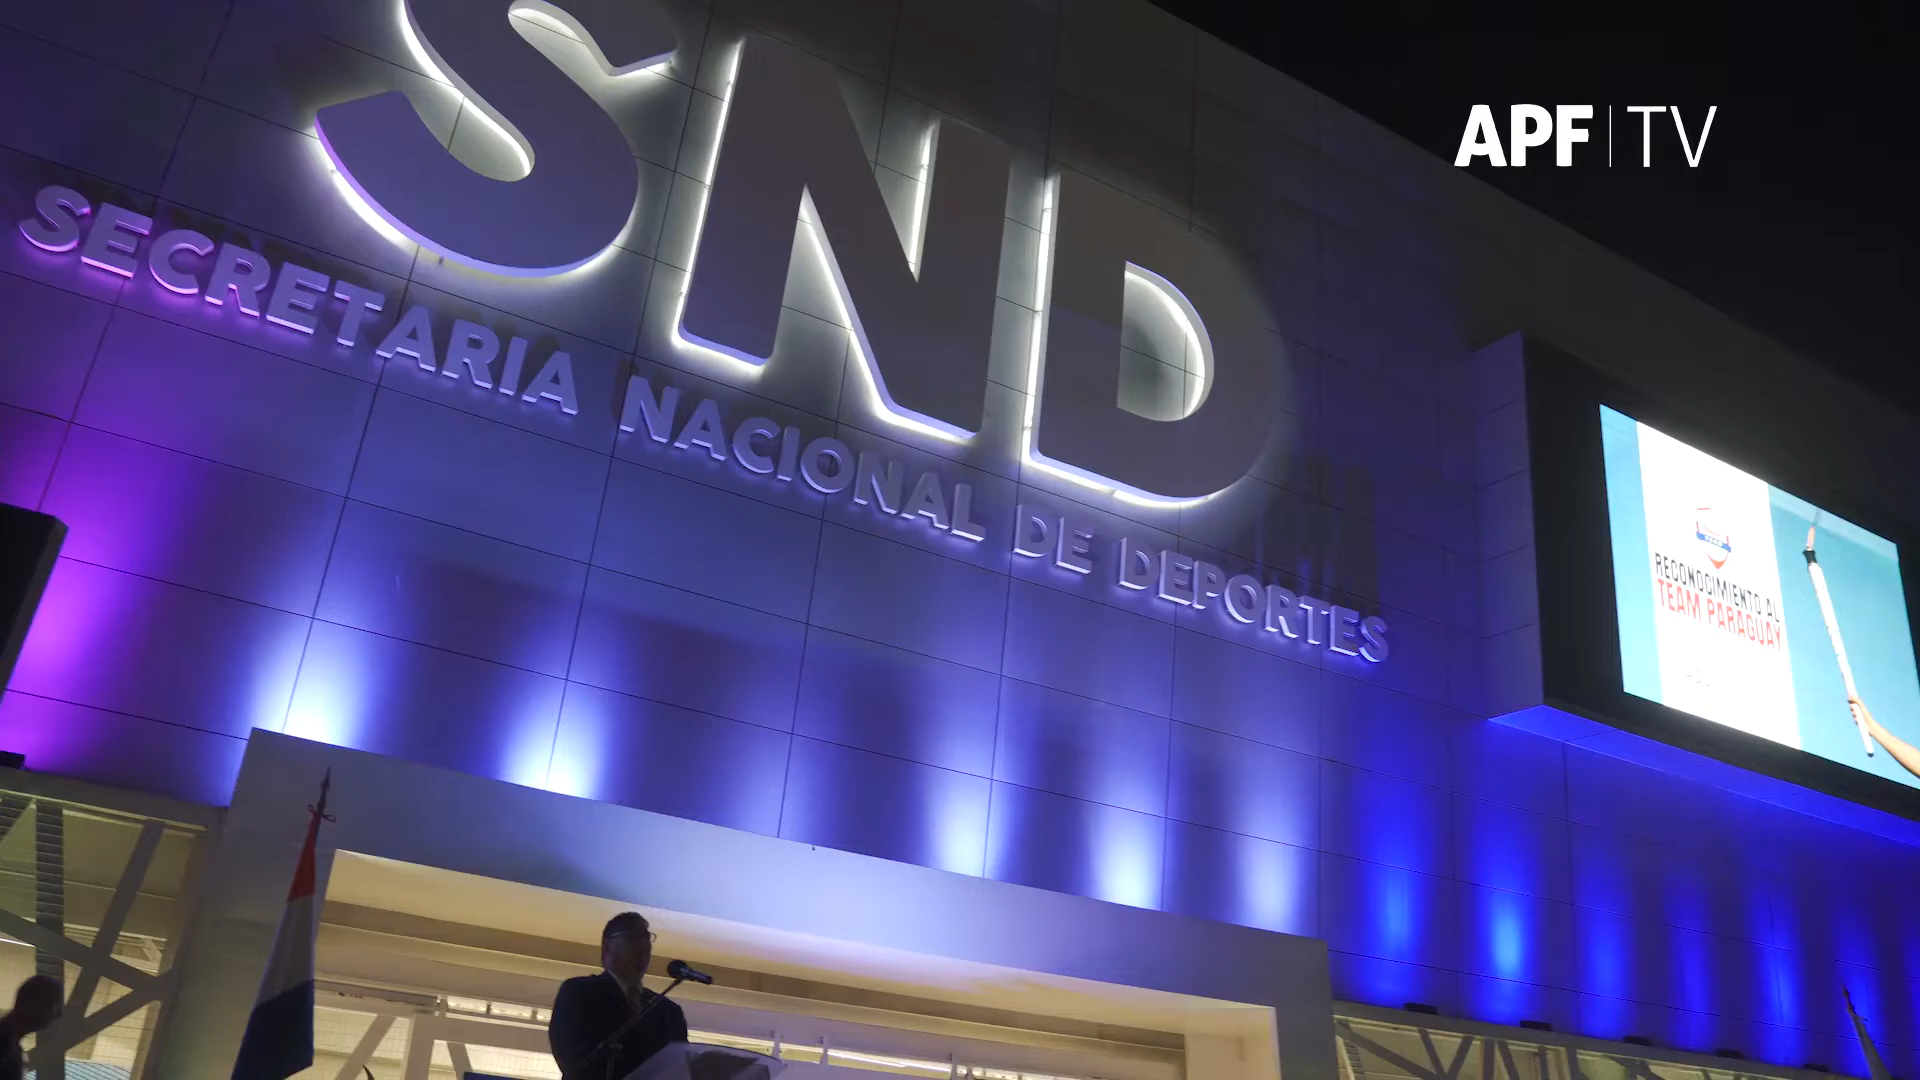 SND
SECRETARIA NACIONAL DE DEPORTES
APF | TV
RECONOCIMIENTO AL
TEAM PARAGUAY